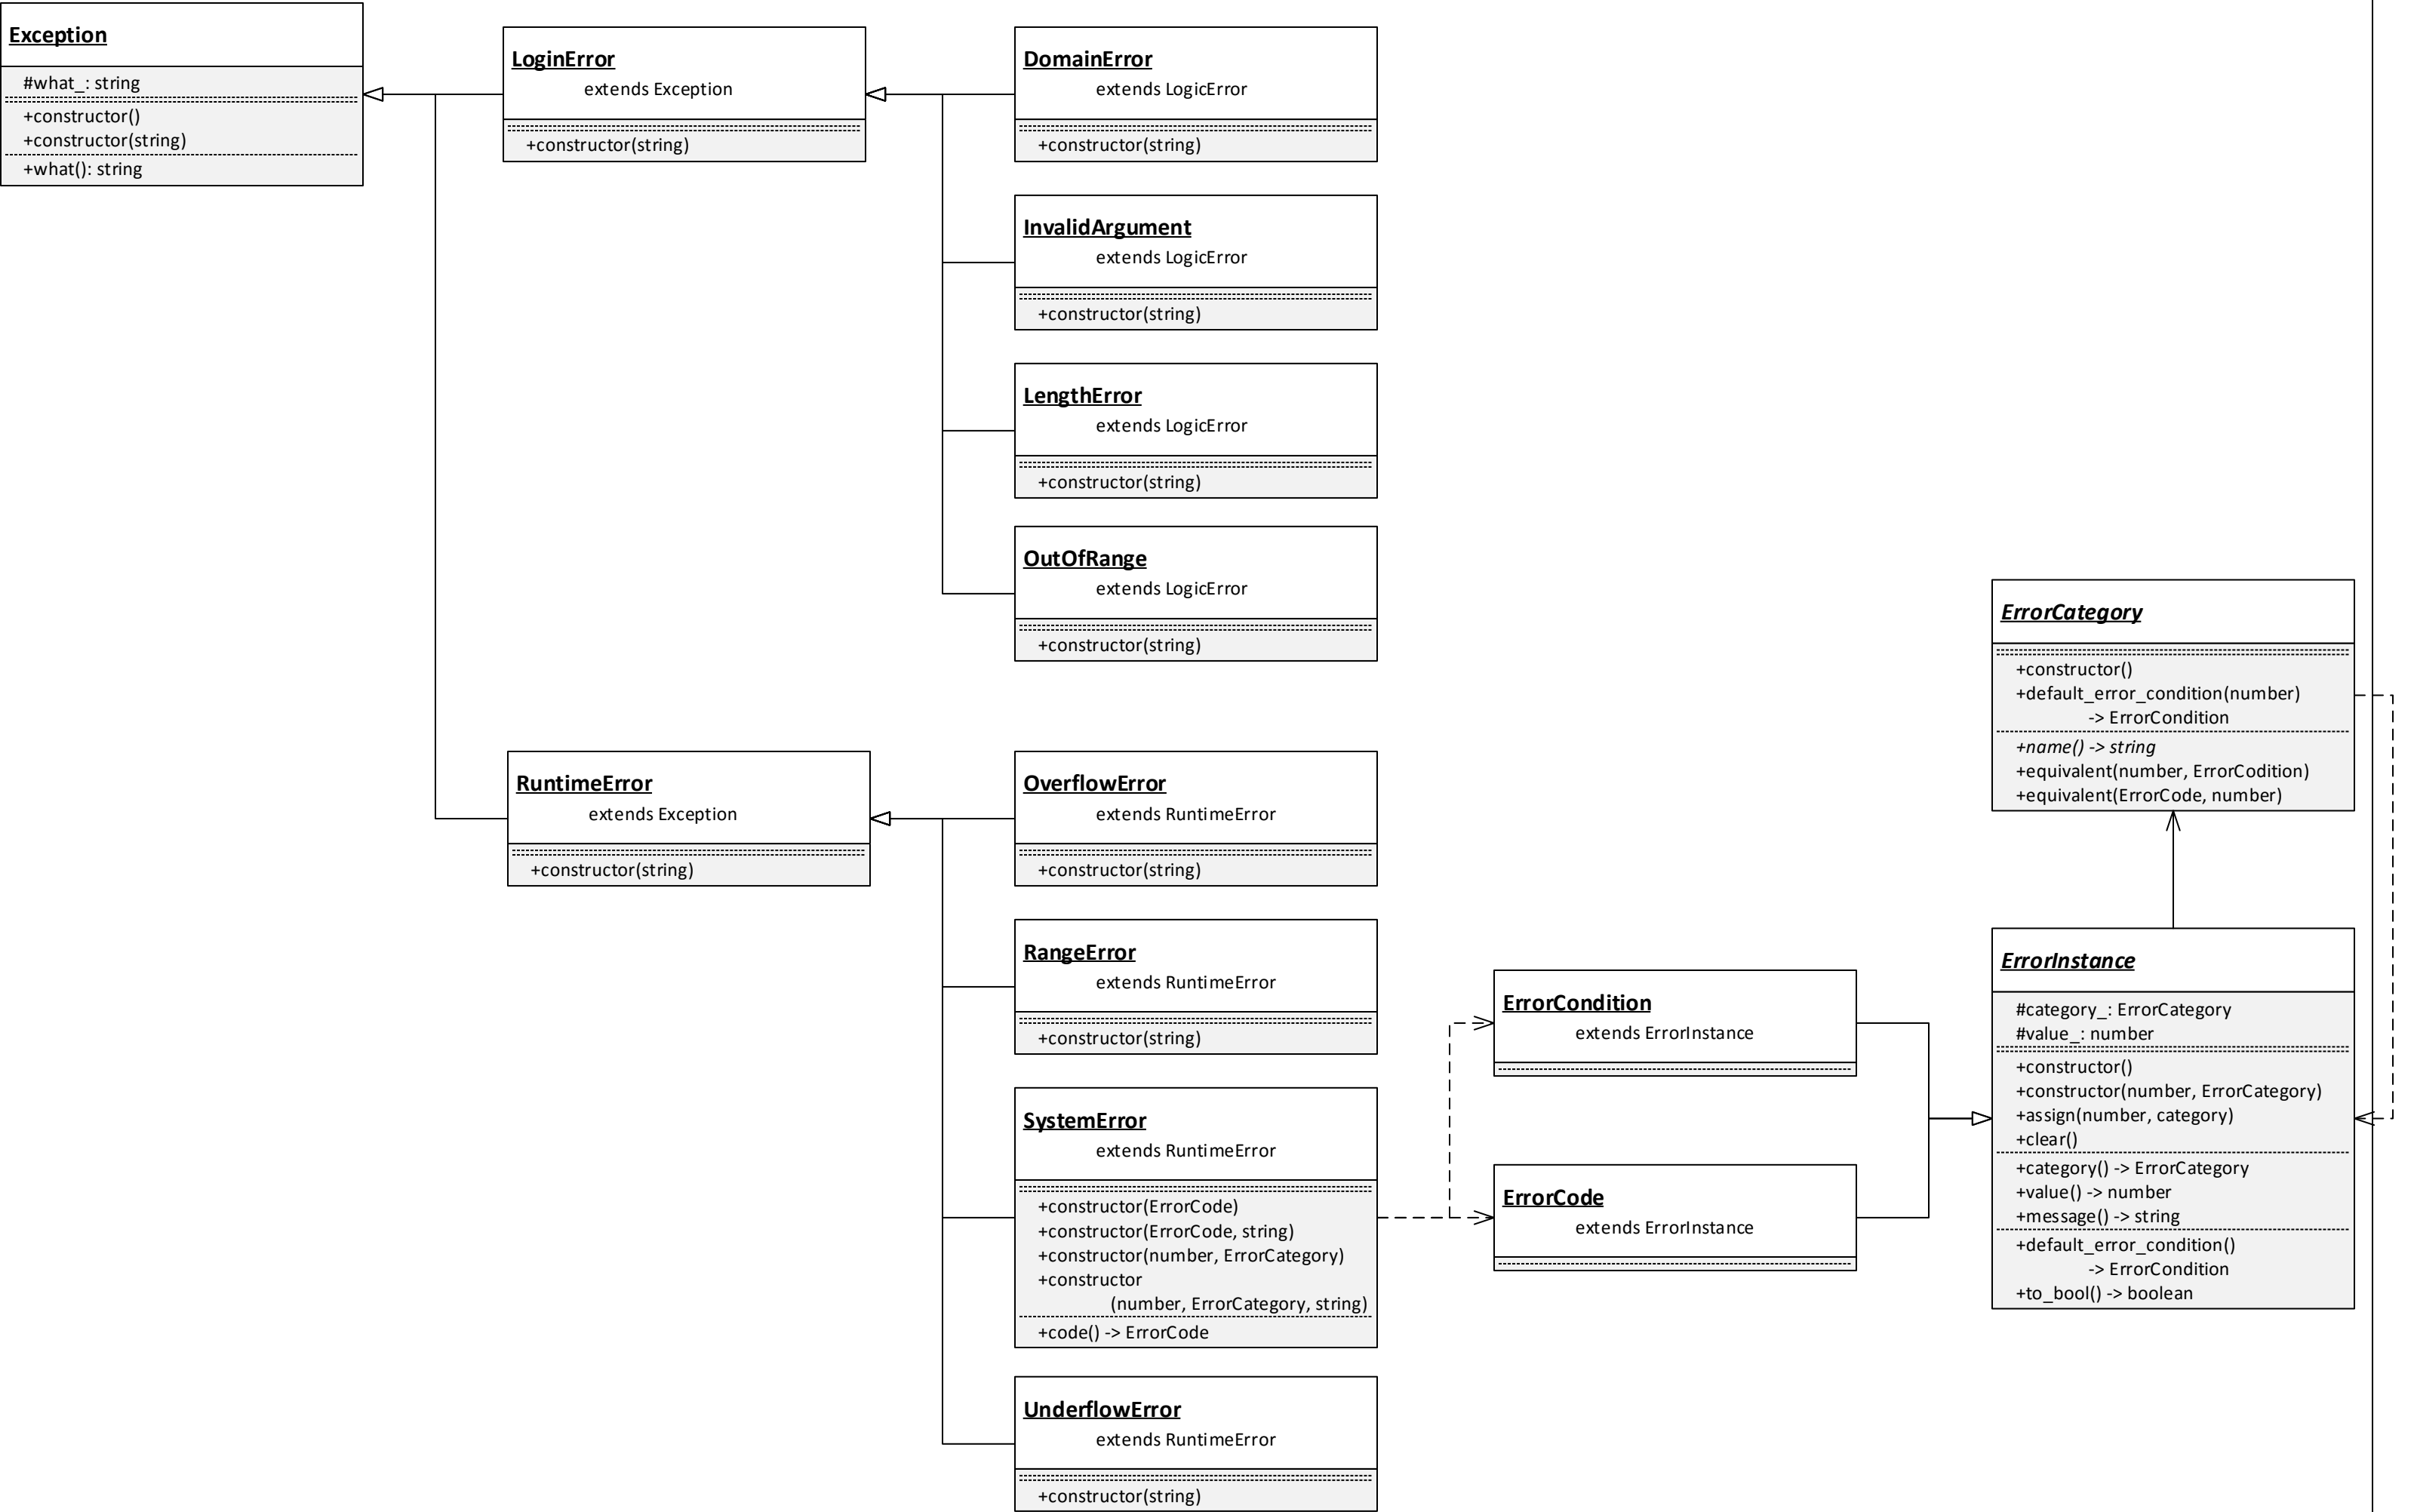 Exception
#what_: string
+constructor()
+constructor(string)
+what(): string
LoginError
extends Exception
+constructor(string)
DomainError
extends LogicError
+constructor(string)
InvalidArgument
extends LogicError
+constructor(string)
LengthError
extends LogicError
+constructor(string)
OutOfRange
extends LogicError
+constructor(string)
RuntimeError
extends Exception
+constructor(string)
OverflowError
extends RuntimeError
+constructor(string)
RangeError
extends RuntimeError
+constructor(string)
SystemError
extends RuntimeError
+constructor(ErrorCode)
+constructor(ErrorCode, string)
+constructor(number, ErrorCategory)
+constructor
(number, ErrorCategory, string)
+code() -> ErrorCode
UnderflowError
extends RuntimeError
+constructor(string)
ErrorCondition
extends ErrorInstance
ErrorCode
extends ErrorInstance
ErrorCategory
+constructor()
+default_error_condition(number)
-> ErrorCondition
+name() -> string
+equivalent(number, ErrorCodition)
+equivalent(ErrorCode, number)
ErrorInstance
#category_: ErrorCategory
#value_: number
+constructor()
+constructor(number, ErrorCategory)
+assign(number, category)
+clear()
+category() -> ErrorCategory
+value() -> number
+message() -> string
+default_error_condition()
-> ErrorCondition
+to_bool() -> boolean